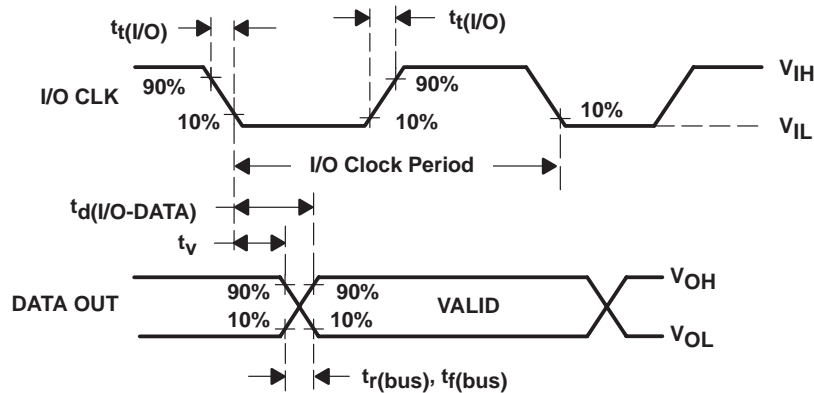 tt(I/O)
tt(I/O)
I/O CLK
90%
90%
VIH
10%
10%
10%
VIL
I/O Clock Period
td(I/O-DATA)
tv
DATA OUT
90%
90%
VALID
VOH
10%
10%
VOL
tr(bus), tf(bus)